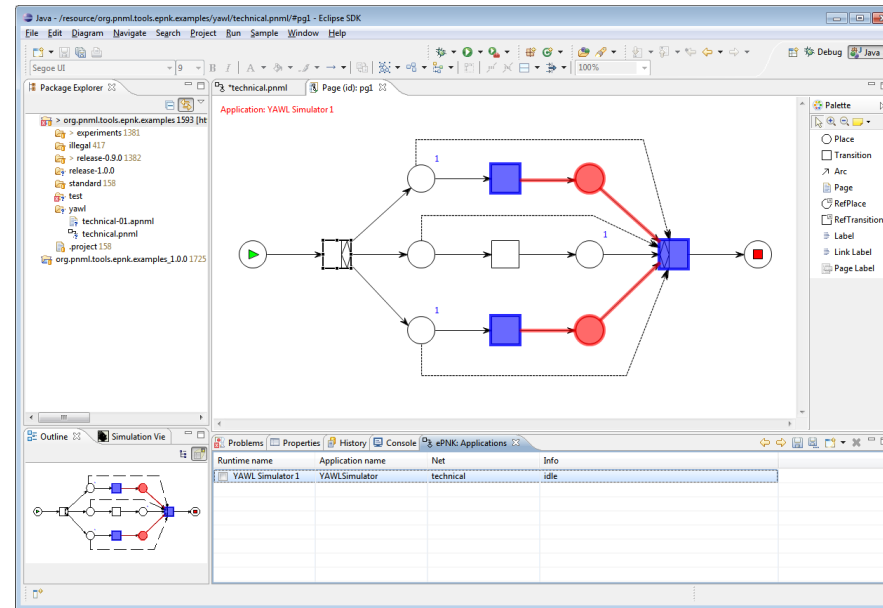 Java - /resource/org.pnml.tools.epnk.examples/yawl/technical.pnml/#pg1 - Eclipse SDK
File Edit Diagram Navigate Search Project Run Sample Window Help
Debug Java
Segoe UI 9 B I A 100%
Package Explorer
*technical.pnml Page (id): pg1
> org.pnml.tools.epnk.examples 1593 [ht
> experiments 1381
illegal 417
> release-0.9.0 1382
release-1.0.0
standard 158
test
yawl
technical-01.apnml
technical.pnml
.project 158
org.pnml.tools.epnk.examples_1.0.0 1725
Application: YAWL Simulator 1
1
1
1
Palette
Place
Transition
Arc
Page
RefPlace
RefTransition
Label
Link Label
Page Label
Outline Simulation Vie
Problems Properties History Console ePNK: Applications
Runtime name Application name Net Info
YAWL Simulator 1 YAWLSimulator technical idle